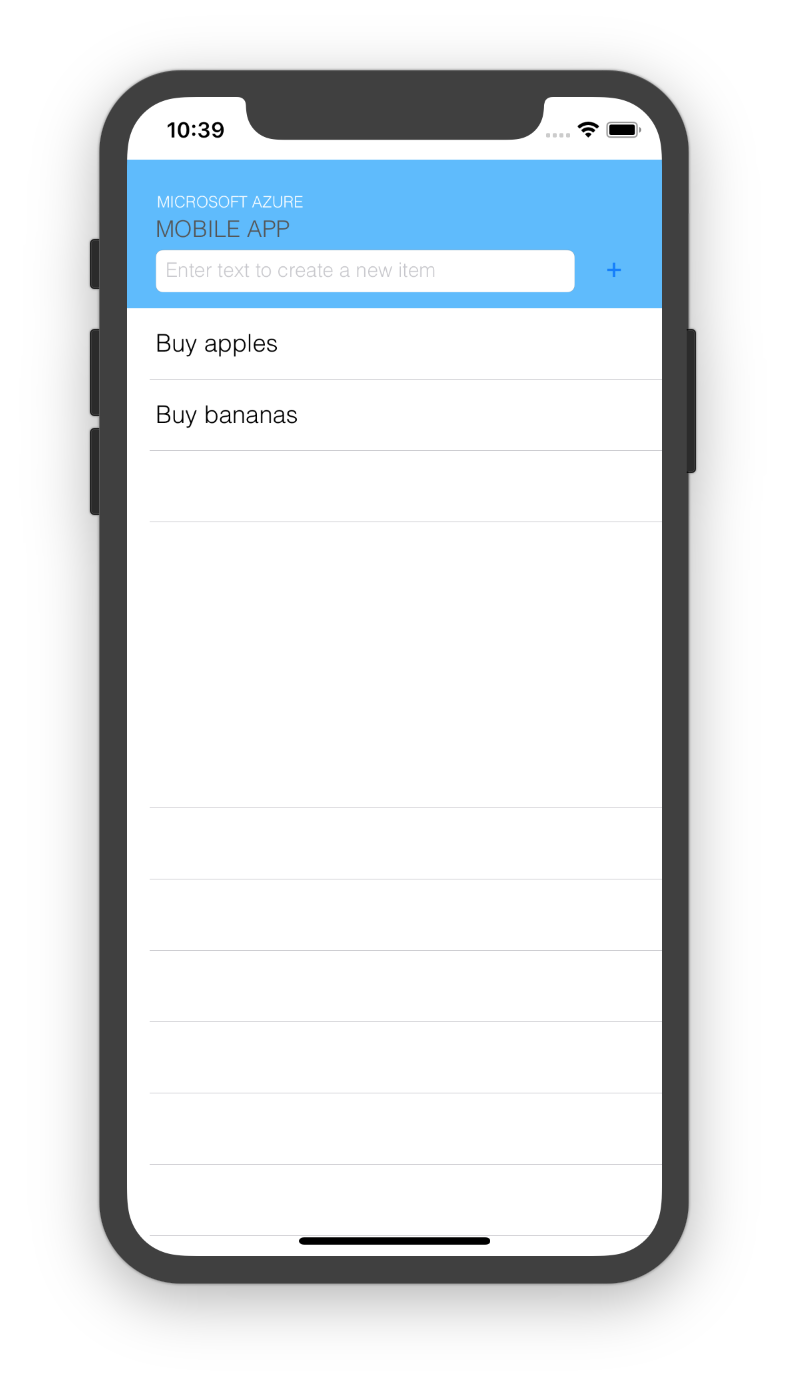 10:39
MICROSOFT AZURE
MOBILE APP
Enter text to create a new item
+
Buy apples
Buy bananas